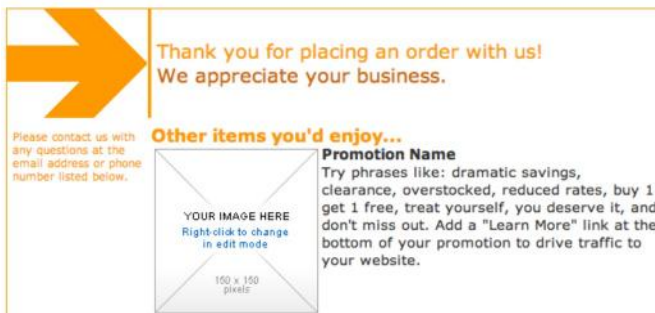 Thank you for placing an order with us!
We appreciate your business.
Please contact us with
any questions at the
email address or phone
number listed below.
Other items you'd enjoy...
YOUR IMAGE HERE
Right-click to change
in edit mode
150 x 150
pixels
Promotion Name
Try phrases like: dramatic savings,
clearance, overstocked, reduced rates, buy 1
get 1 free, treat yourself, you deserve it, and
don't miss out. Add a "Learn More" link at the
bottom of your promotion to drive traffic to
your website.